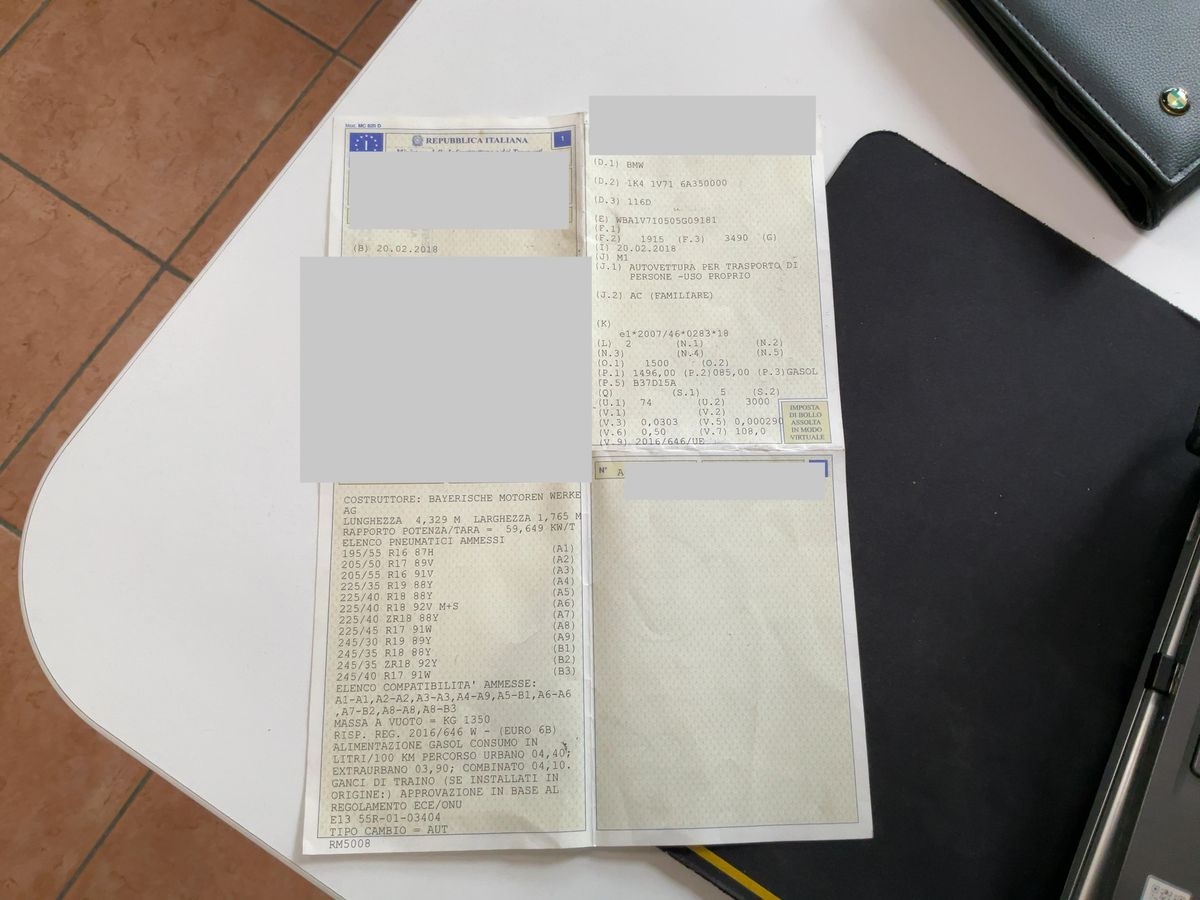 Mod. MC 820 D
REPUBBLICA ITALIANA
1
I
(B) 20.02.2018
(D.1) BMW
(D.2) 1K4 1V71 6A350000
(D.3) 116D
(E) WBA1V7I0505G09181
(F.1)
(F.2) 1915 (F.3) 3490 (G)
(I) 20.02.2018
(J) M1
(J.1) AUTOVETTURA PER TRASPORTO DI
PERSONE -USO PROPRIO
(J.2) AC (FAMILIARE)
(K)
e1*2007/46*0283*18
(L) 2 (N.1) (N.2)
(N.3) (N.4) (N.5)
(O.1) 1500 (O.2)
(P.1) 1496,00 (P.2)085,00 (P.3)GASOL
(P.5) B37D15A
(Q) (S.1) 5 (S.2)
(U.1) 74 (U.2) 3000
(V.1) (V.2)
(V.3) 0,0303 (V.5) 0,000290
(V.6) 0,50 (V.7) 108,0
(V.9) 2016/646/UE
IMPOSTA
DI BOLLO
ASSOLTA
IN MODO
VIRTUALE
COSTRUTTORE: BAYERISCHE MOTOREN WERKE
AG
LUNGHEZZA 4,329 M LARGHEZZA 1,765 M
RAPPORTO POTENZA/TARA = 59,649 KW/T
ELENCO PNEUMATICI AMMESSI
195/55 R16 87H (A1)
205/50 R17 89V (A2)
205/55 R16 91V (A3)
225/35 R19 88Y (A4)
225/40 R18 88Y (A5)
225/40 R18 92V M+S (A6)
225/40 ZR18 88Y (A7)
225/45 R17 91W (A8)
245/30 R19 89Y (A9)
245/35 R18 88Y (B1)
245/35 ZR18 92Y (B2)
245/40 R17 91W (B3)
ELENCO COMPATIBILITA' AMMESSE:
A1-A1,A2-A2,A3-A3,A4-A9,A5-B1,A6-A6
,A7-B2,A8-A8,A8-B3
MASSA A VUOTO = KG 1350
RISP. REG. 2016/646 W - (EURO 6B)
ALIMENTAZIONE GASOL CONSUMO IN
LITRI/100 KM PERCORSO URBANO 04,40;
EXTRAURBANO 03,90; COMBINATO 04,10.
GANCI DI TRAINO (SE INSTALLATI IN
ORIGINE:) APPROVAZIONE IN BASE AL
REGOLAMENTO ECE/ONU
E13 55R-01-03404
TIPO CAMBIO = AUT
RM5008
N° A